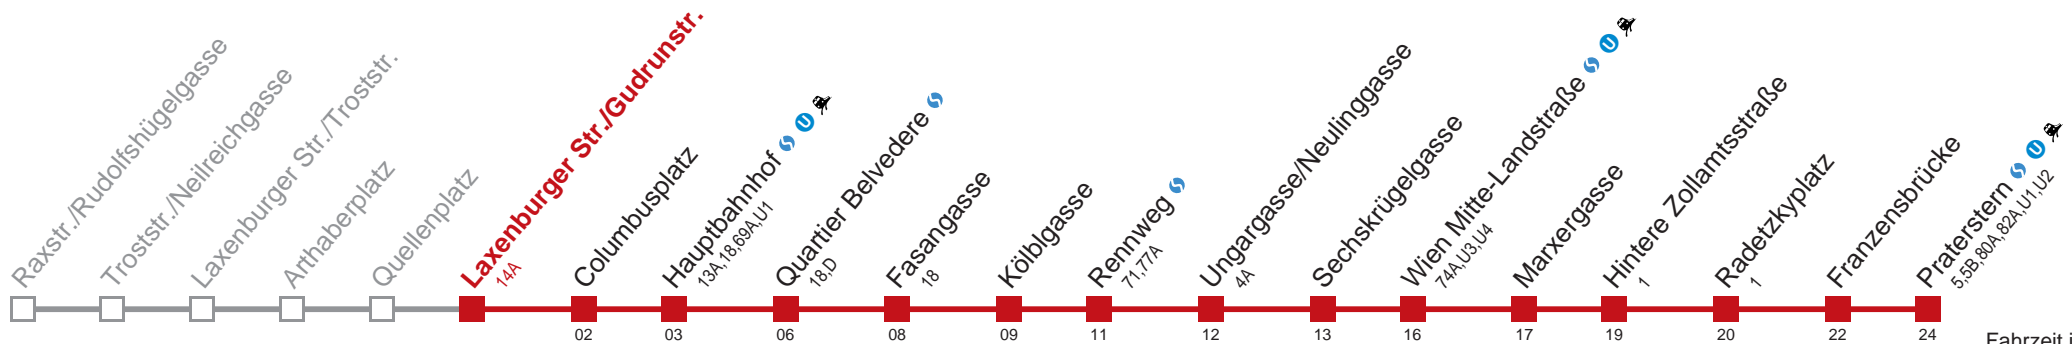 Raxstr./Rudolfshügelgasse
Troststr./Neilreichgasse
Laxenburger Str./Troststr.
Arthaberplatz
Quellenplatz
Laxenburger Str./Gudrunstr.
14A
Columbusplatz
02
Hauptbahnhof S U
13A,18,69A,U1
03
Quartier Belvedere S
18,D
06
Fasangasse
18
08
Kölblgasse
09
Rennweg S
71,77A
11
Ungargasse/Neulinggasse
4A
12
Sechskrügelgasse
13
Wien Mitte-Landstraße S U
74A,U3,U4
16
Marxergasse
17
Hintere Zollamtsstraße
1
19
Radetzkyplatz
1
20
Franzensbrücke
22
Praterstern S U
5,5B,80A,82A,U1,U2
24
Fahrzeit